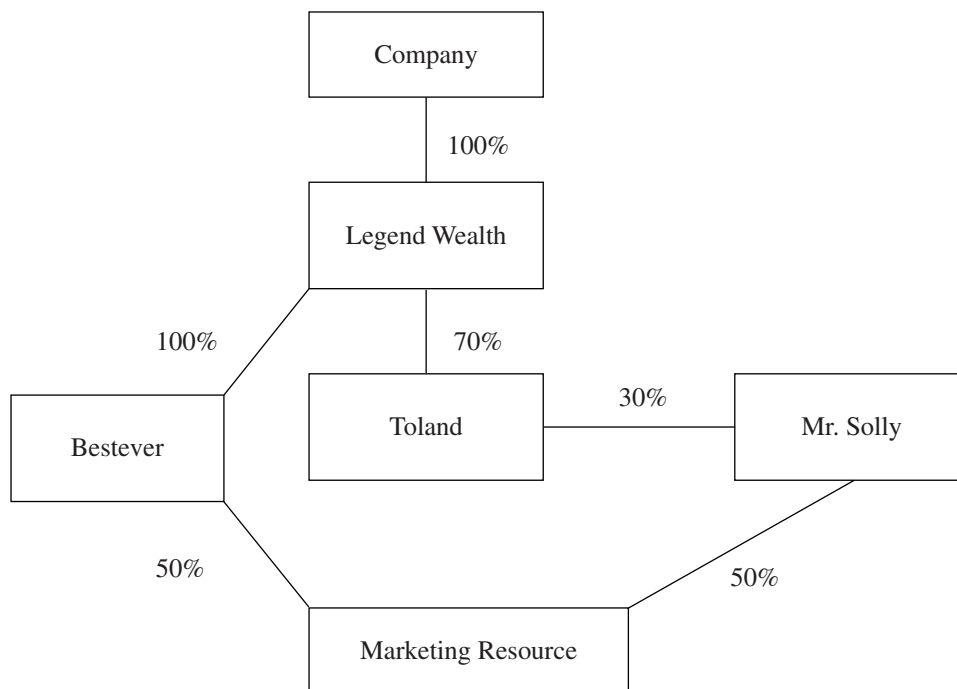 Company
100%
Legend Wealth
100%
70%
30%
Toland
Mr. Solly
Bestever
50%
50%
Marketing Resource